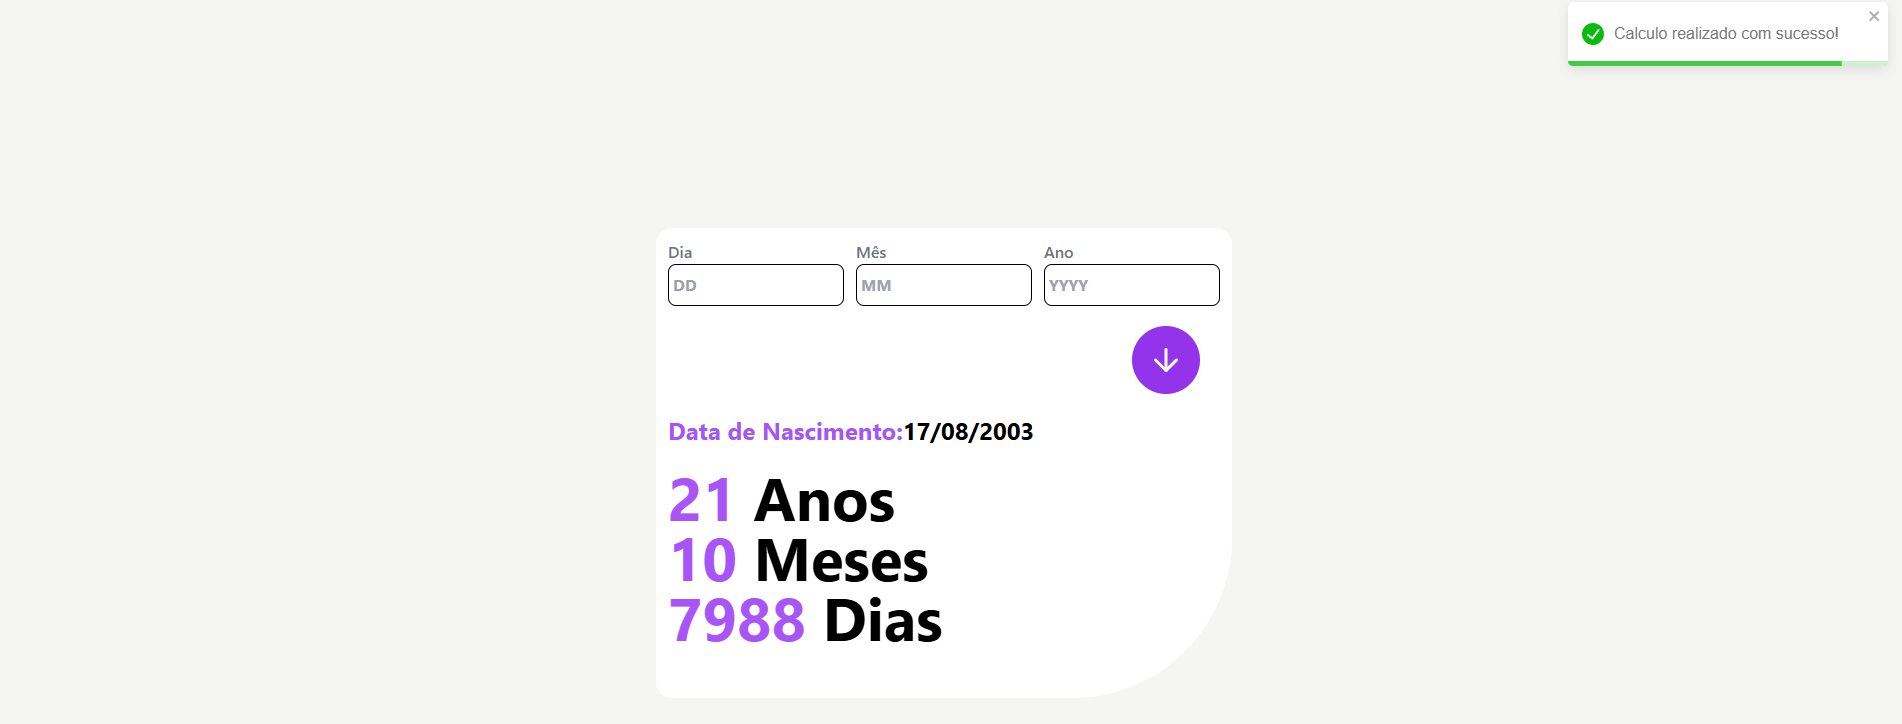 Calculo realizado com sucesso!
Dia Mês Ano
DD MM YYYY
Data de Nascimento:17/08/2003
21 Anos
10 Meses
7988 Dias